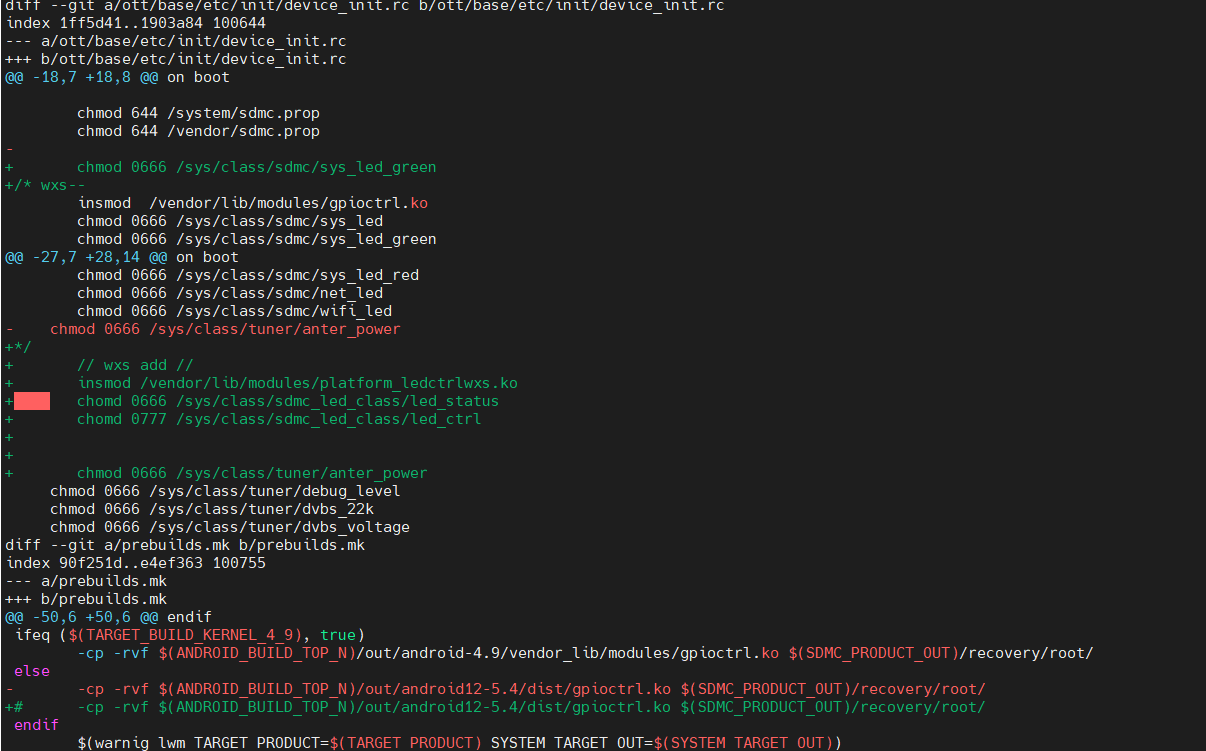 diff --git a/ott/base/etc/init/device_init.rc b/ott/base/etc/init/device_init.rc
index 1ff5d41..1903a84 100644
--- a/ott/base/etc/init/device_init.rc
+++ b/ott/base/etc/init/device_init.rc
@@ -18,7 +18,8 @@ on boot
        chmod 644 /system/sdmc.prop
        chmod 644 /vendor/sdmc.prop
-
+       chmod 0666 /sys/class/sdmc/sys_led_green
+/* wxs--
        insmod  /vendor/lib/modules/gpioctrl.ko
        chmod 0666 /sys/class/sdmc/sys_led
        chmod 0666 /sys/class/sdmc/sys_led_green
@@ -27,7 +28,14 @@ on boot
        chmod 0666 /sys/class/sdmc/sys_led_red
        chmod 0666 /sys/class/sdmc/net_led
        chmod 0666 /sys/class/sdmc/wifi_led
-    chmod 0666 /sys/class/tuner/anter_power
+*/
+       // wxs add //
+       insmod /vendor/lib/modules/platform_ledctrlwxs.ko
+       chomd 0666 /sys/class/sdmc_led_class/led_status
+       chomd 0777 /sys/class/sdmc_led_class/led_ctrl
+
+
+       chmod 0666 /sys/class/tuner/anter_power
     chmod 0666 /sys/class/tuner/debug_level
     chmod 0666 /sys/class/tuner/dvbs_22k
     chmod 0666 /sys/class/tuner/dvbs_voltage
diff --git a/prebuilds.mk b/prebuilds.mk
index 90f251d..e4ef363 100755
--- a/prebuilds.mk
+++ b/prebuilds.mk
@@ -50,6 +50,6 @@ endif
 ifeq ($(TARGET_BUILD_KERNEL_4_9), true)
        -cp -rvf $(ANDROID_BUILD_TOP_N)/out/android-4.9/vendor_lib/modules/gpioctrl.ko $(SDMC_PRODUCT_OUT)/recovery/root/
 else
-       -cp -rvf $(ANDROID_BUILD_TOP_N)/out/android12-5.4/dist/gpioctrl.ko $(SDMC_PRODUCT_OUT)/recovery/root/
+#      -cp -rvf $(ANDROID_BUILD_TOP_N)/out/android12-5.4/dist/gpioctrl.ko $(SDMC_PRODUCT_OUT)/recovery/root/
 endif
        $(warnig lwm TARGET_PRODUCT=$(TARGET_PRODUCT) SYSTEM_TARGET_OUT=$(SYSTEM_TARGET_OUT))